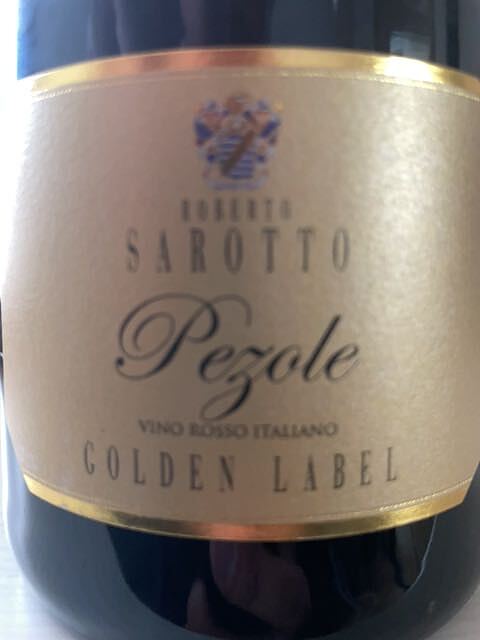 ROBERTO
SAROTTO
Pezole
VINO ROSSO ITALIANO
GOLDEN LABEL